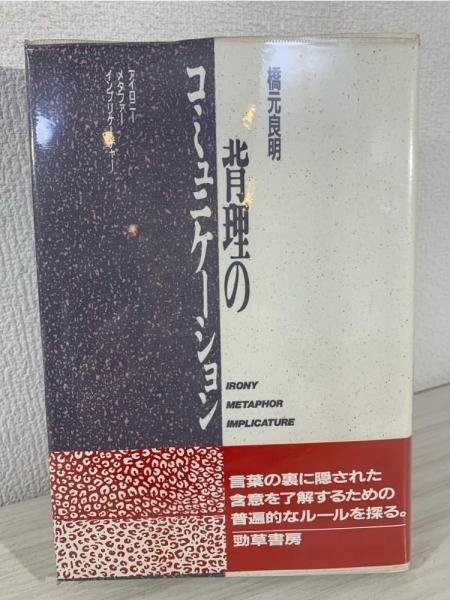 橋元良明
背理の
コミュニケーション
アイロニー
メタファー
インプリケーチャー
IRONY
METAPHOR
IMPLICATURE
言葉の裏に隠された
含意を了解するための
普遍的なルールを探る。
勁草書房